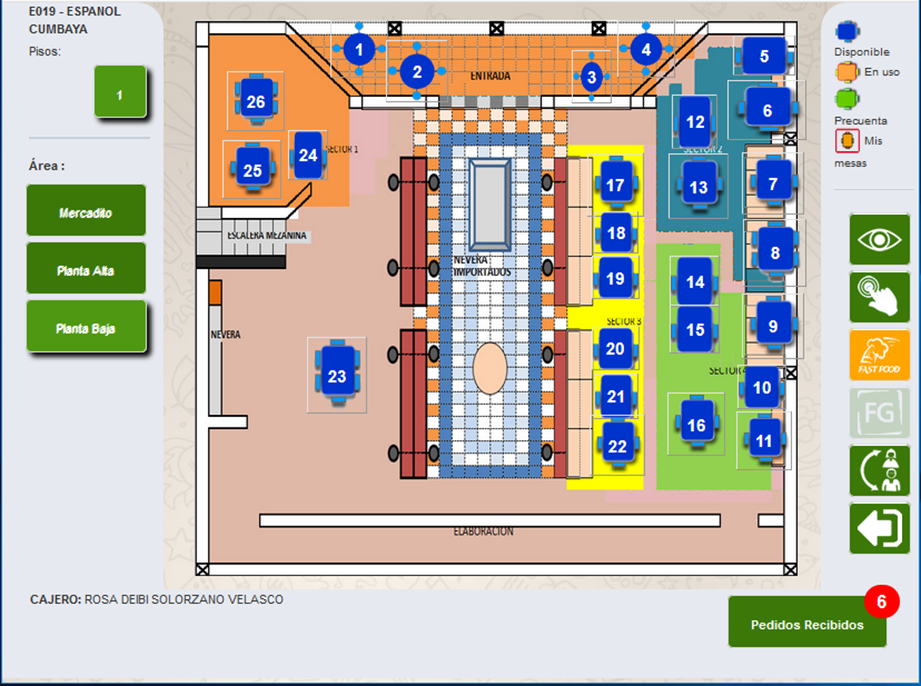 E019 - ESPANOL
CUMBAYA
Pisos:
1
Área :
Mercadito
Planta Alta
Planta Baja
1
2
3
4
5
6
7
8
9
10
11
12
13
14
15
16
17
18
19
20
21
22
23
24
25
26
ENTRADA
SECTOR 1
SECTOR 2
ESCALERA MEZANINA
NEVERA
IMPORTADOS
SECTOR 3
NEVERA
SECTOR 4
ELABORACION
Disponible
En uso
Precuenta
Mis
mesas
FAST FOOD
FG
CAJERO: ROSA DEIBI SOLORZANO VELASCO
6
Pedidos Recibidos